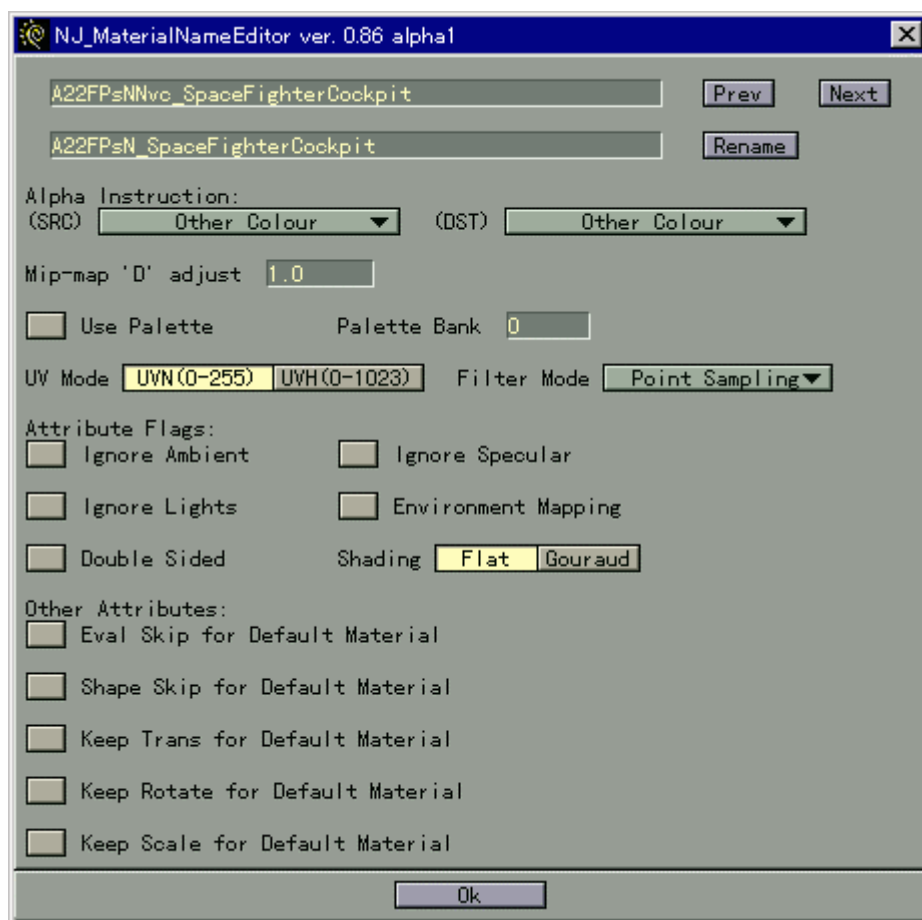 NJ_MaterialNameEditor ver. 0.86 alpha1
A22FPsNNvc_SpaceFighterCockpit Prev Next
A22FPsN_SpaceFighterCockpit Rename
Alpha Instruction:
(SRC) Other Colour (DST) Other Colour
Mip-map 'D' adjust 1.0
Use Palette Palette Bank 0
UV Mode UVN(0-255) UVH(0-1023) Filter Mode Point Sampling
Attribute Flags:
Ignore Ambient Ignore Specular
Ignore Lights Environment Mapping
Double Sided Shading Flat Gouraud
Other Attributes:
Eval Skip for Default Material
Shape Skip for Default Material
Keep Trans for Default Material
Keep Rotate for Default Material
Keep Scale for Default Material
Ok